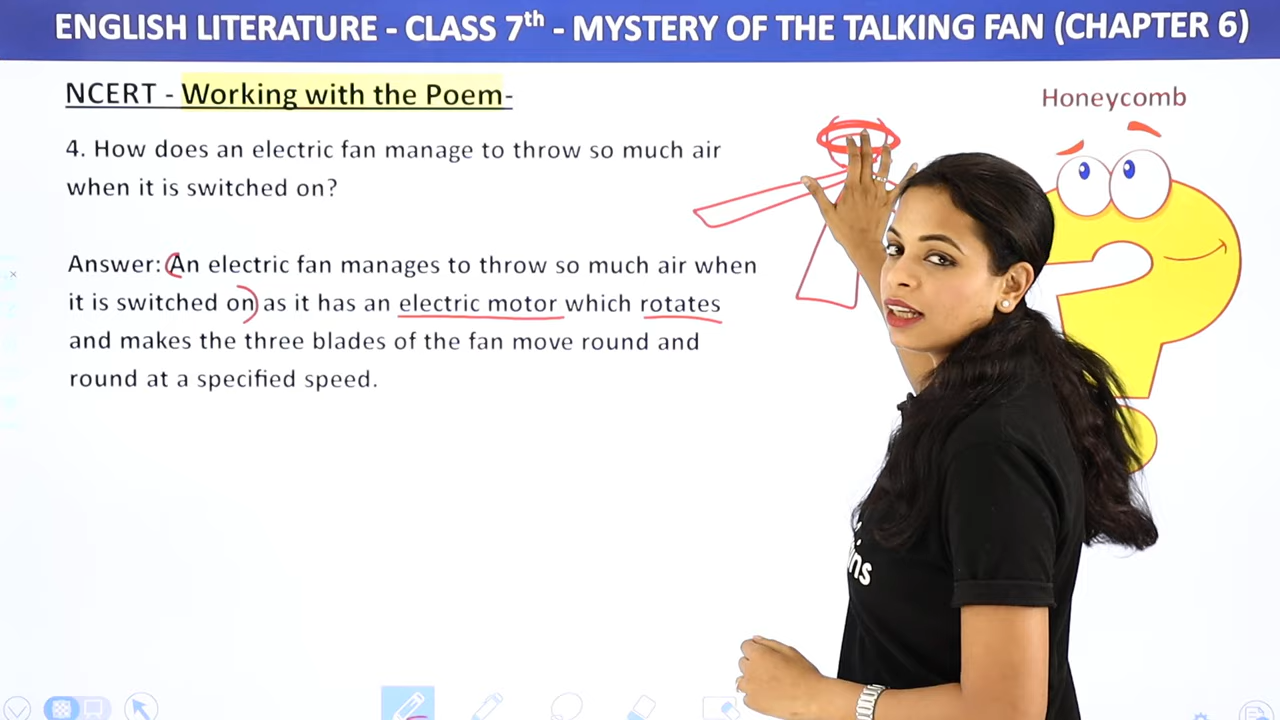 ENGLISH LITERATURE - CLASS 7th - MYSTERY OF THE TALKING FAN (CHAPTER 6)
NCERT - Working with the Poem-
Honeycomb
4. How does an electric fan manage to throw so much air
when it is switched on?
Answer: An electric fan manages to throw so much air when
it is switched on as it has an electric motor which rotates
and makes the three blades of the fan move round and
round at a specified speed.
ins